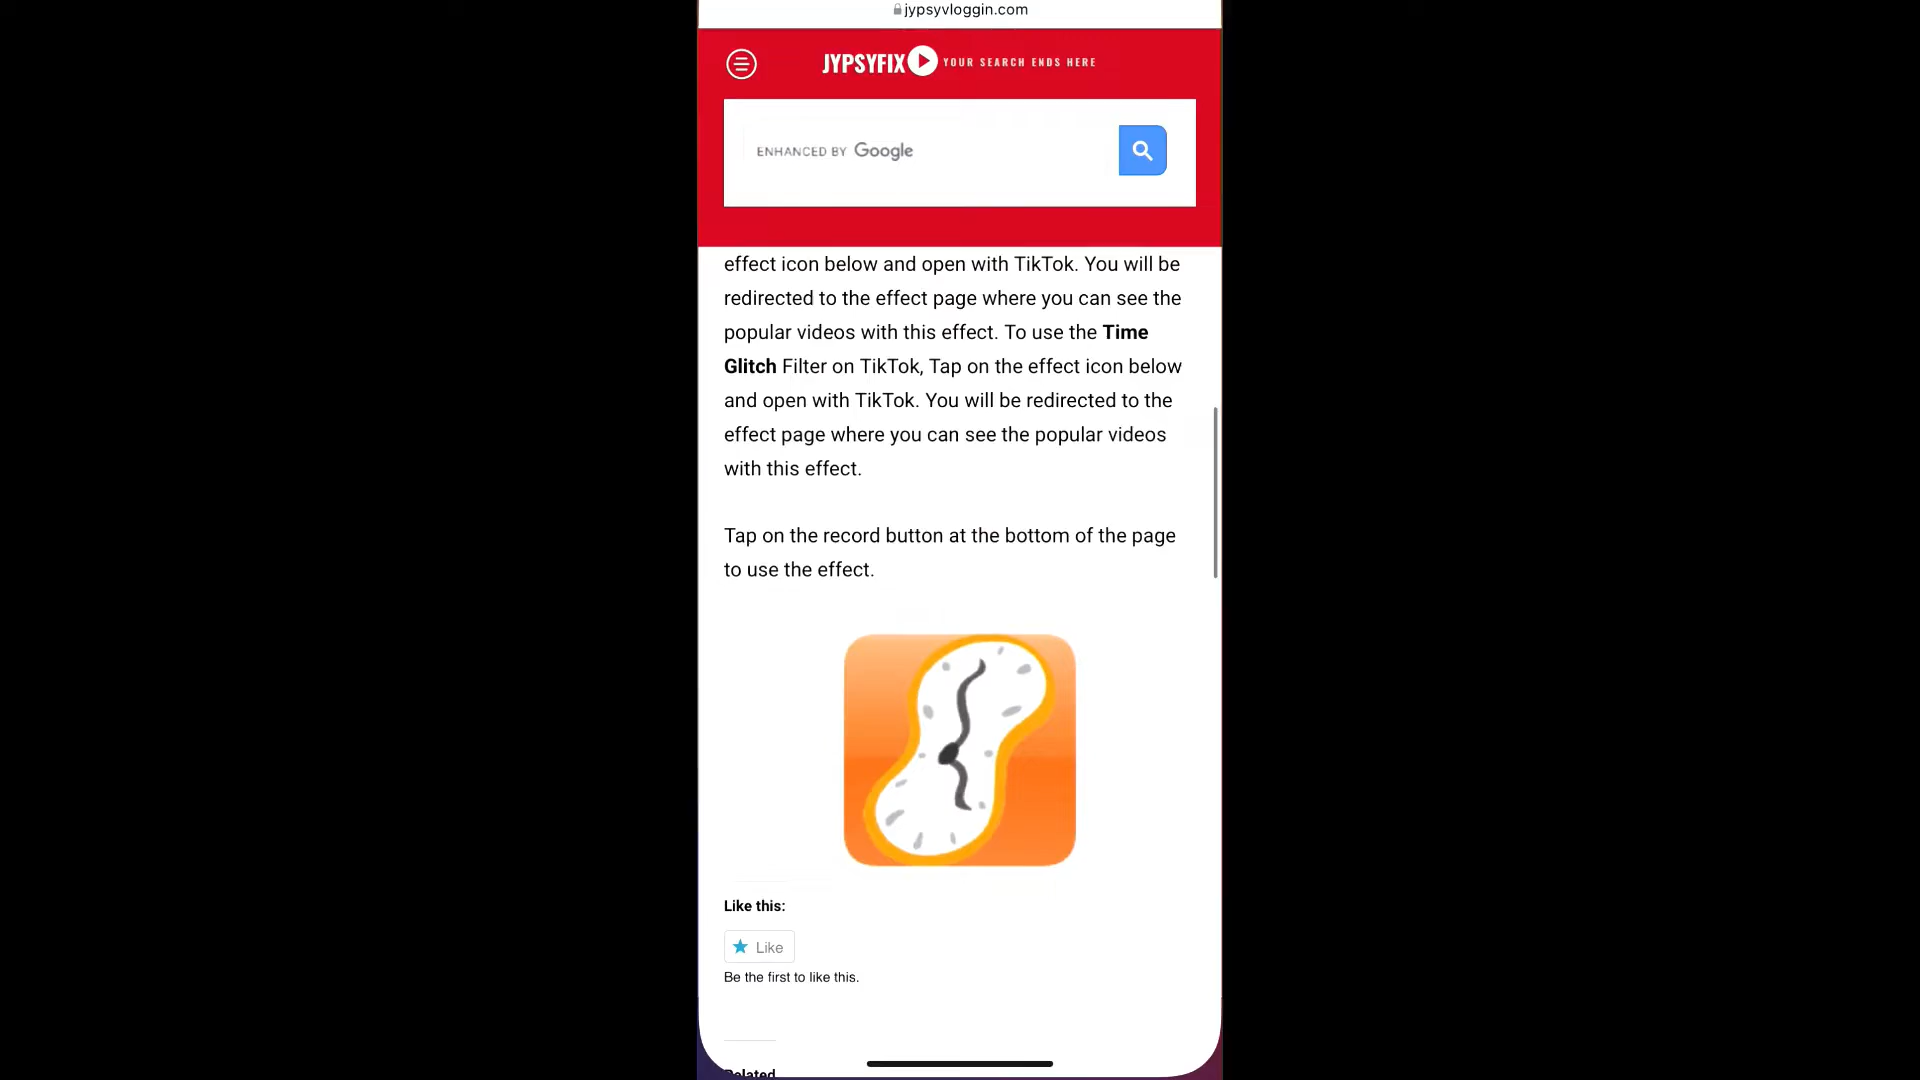 jypsyvloggin.com
JYPSYFIX YOUR SEARCH ENDS HERE
ENHANCED BY Google
effect icon below and open with TikTok. You will be
redirected to the effect page where you can see the
popular videos with this effect. To use the Time
Glitch Filter on TikTok, Tap on the effect icon below
and open with TikTok. You will be redirected to the
effect page where you can see the popular videos
with this effect.
Tap on the record button at the bottom of the page
to use the effect.
Like this:
Like
Be the first to like this.
Related